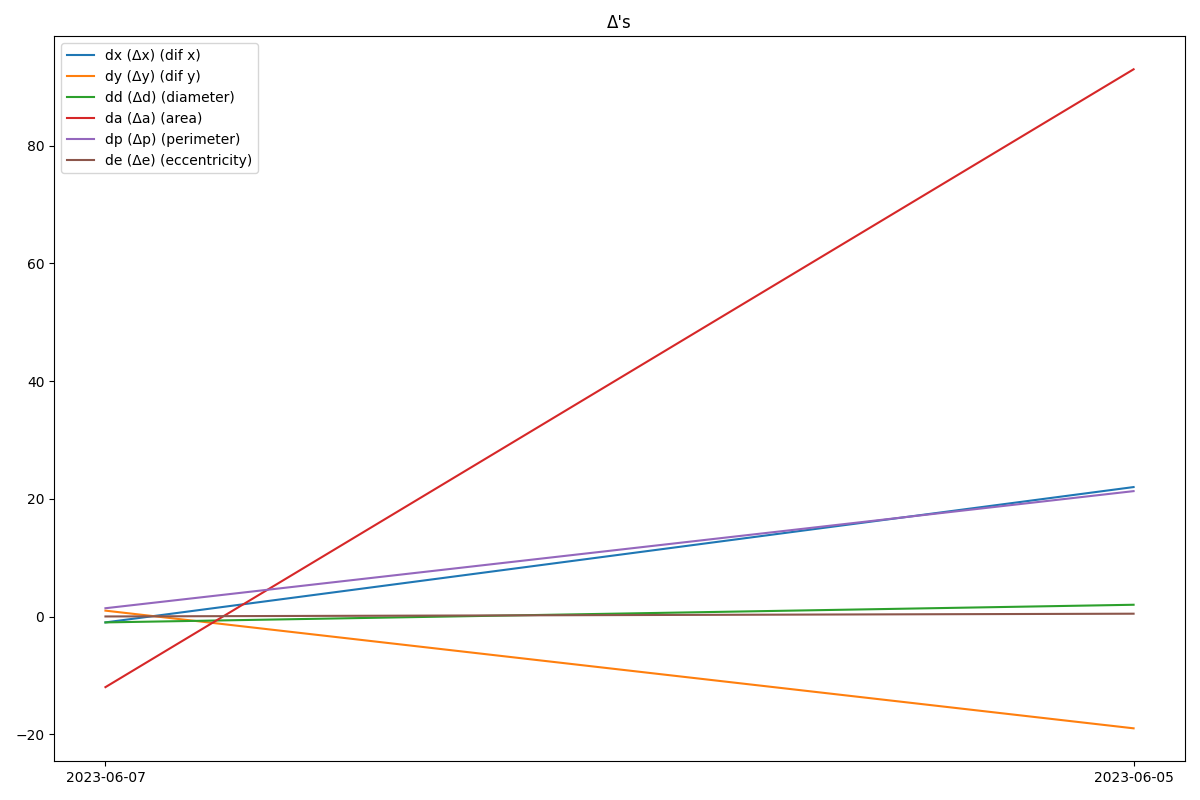 Δ's
dx (Δx) (dif x)
dy (Δy) (dif y)
dd (Δd) (diameter)
da (Δa) (area)
dp (Δp) (perimeter)
de (Δe) (eccentricity)
80
60
40
20
0
−20
2023-06-07 2023-06-05